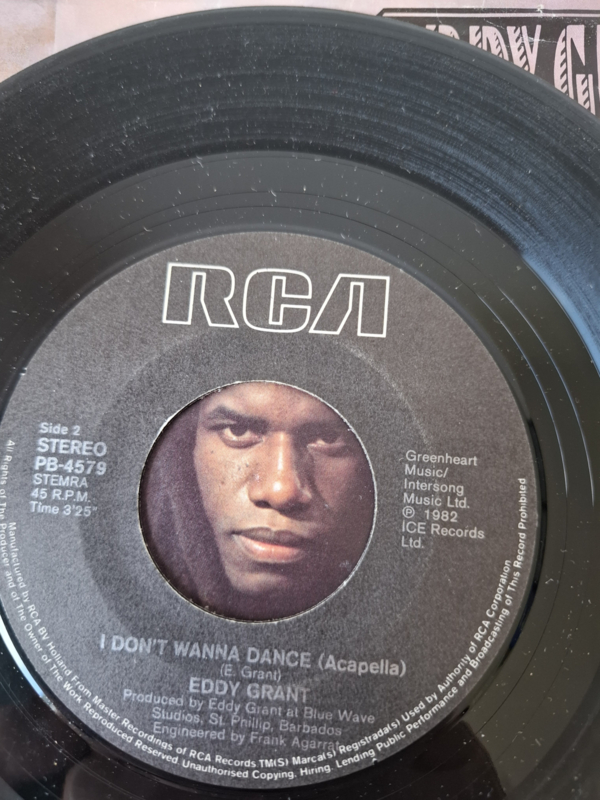 DDY G
RCA
Side 2
STEREO
PB-4579
STEMRA
45 R.P.M.
Time 3'25"
Greenheart
Music/
Intersong
Music Ltd.
℗ 1982
ICE Records
Ltd.
I DON'T WANNA DANCE (Acapella)
(E. Grant)
EDDY GRANT
Produced by Eddy Grant at Blue Wave
Studios, St. Phillip, Barbados
Engineered by Frank Agarrat
Manufactured by RCA BV Holland From Master Recordings of RCA Records TM(S) Marca(s) Registrada(s) Used by Authority of RCA Corporation
All Rights of The Producer and of The Owner of The Work Reproduced Reserved Unauthorised Copying. Hiring. Lending Public Performance and Broadcasting of This Record Prohibited